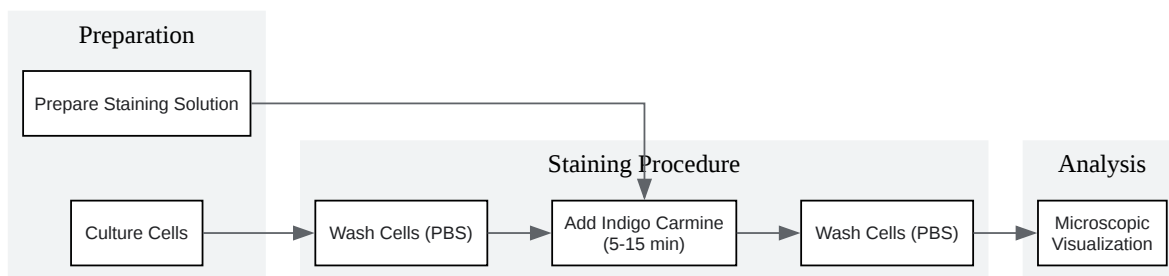 Preparation
Prepare Staining Solution
Staining Procedure
Analysis
Culture Cells
Wash Cells (PBS)
Add Indigo Carmine
(5-15 min)
Wash Cells (PBS)
Microscopic
Visualization